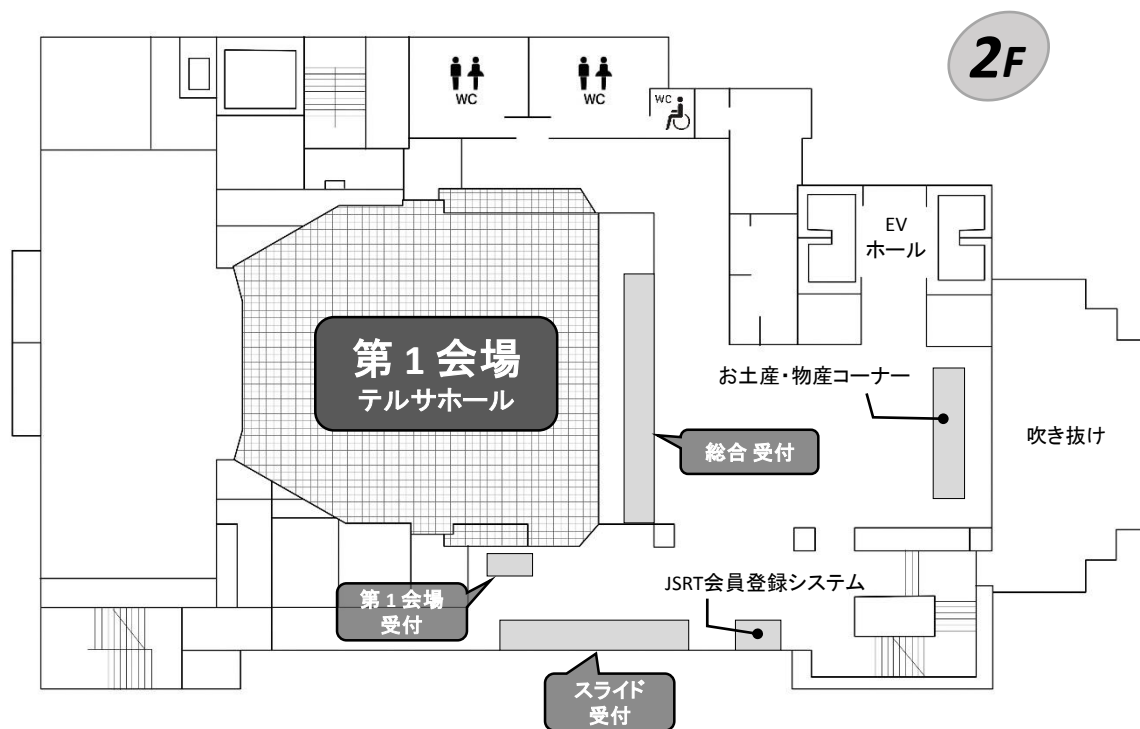 2F
WC
WC
WC
EV
ホール
第1会場
テルサホール
お土産・物産コーナー
吹き抜け
総合 受付
JSRT会員登録システム
第1会場
受付
スライド
受付